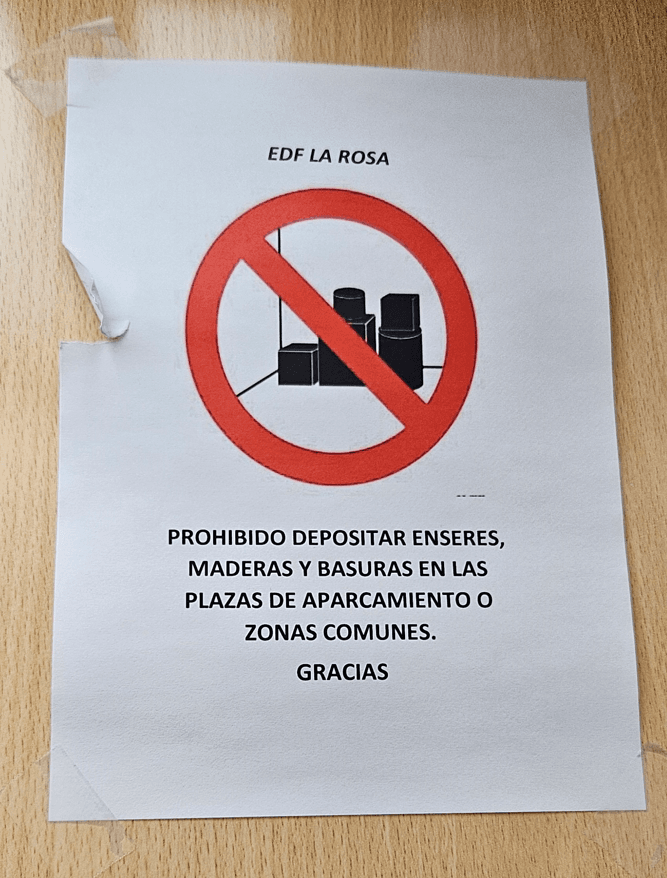 EDF LA ROSA
PROHIBIDO DEPOSITAR ENSERES,
MADERAS Y BASURAS EN LAS
PLAZAS DE APARCAMIENTO O
ZONAS COMUNES.
GRACIAS